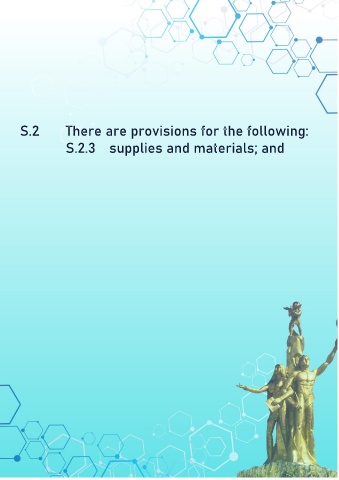 S.2 There are provisions for the following:
S.2.3 supplies and materials; and